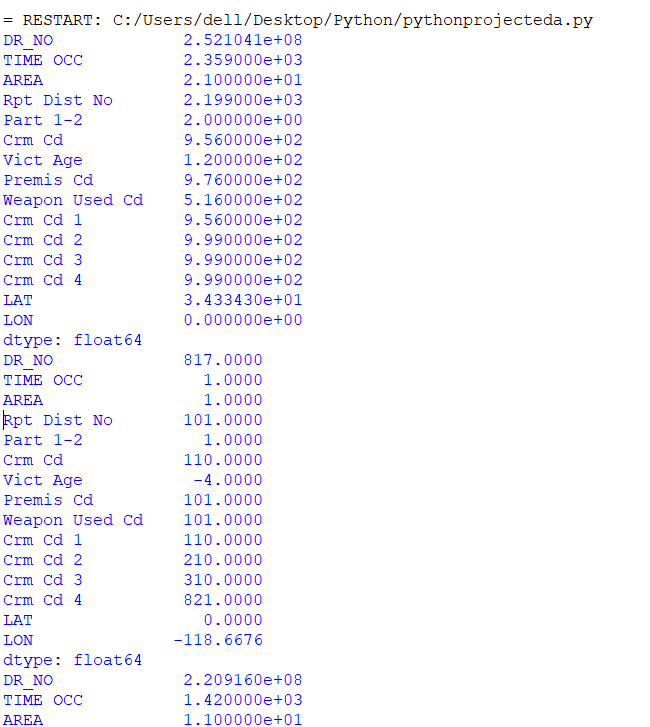 = RESTART: C:/Users/dell/Desktop/Python/pythonprojecteda.py
DR_NO             2.521041e+08
TIME OCC          2.359000e+03
AREA              2.100000e+01
Rpt Dist No       2.199000e+03
Part 1-2          2.000000e+00
Crm Cd            9.560000e+02
Vict Age          1.200000e+02
Premis Cd         9.760000e+02
Weapon Used Cd    5.160000e+02
Crm Cd 1          9.560000e+02
Crm Cd 2          9.990000e+02
Crm Cd 3          9.990000e+02
Crm Cd 4          9.990000e+02
LAT               3.433430e+01
LON               0.000000e+00
dtype: float64
DR_NO             817.0000
TIME OCC            1.0000
AREA                1.0000
Rpt Dist No       101.0000
Part 1-2            1.0000
Crm Cd            110.0000
Vict Age           -4.0000
Premis Cd         101.0000
Weapon Used Cd    101.0000
Crm Cd 1          110.0000
Crm Cd 2          210.0000
Crm Cd 3          310.0000
Crm Cd 4          821.0000
LAT                 0.0000
LON              -118.6676
dtype: float64
DR_NO             2.209160e+08
TIME OCC          1.420000e+03
AREA              1.100000e+01